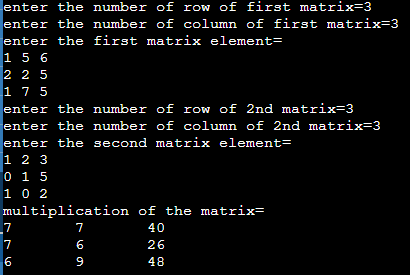 enter the number of row of first matrix=3
enter the number of column of first matrix=3
enter the first matrix element=
1 5 6
2 2 5
1 7 5
enter the number of row of 2nd matrix=3
enter the number of column of 2nd matrix=3
enter the second matrix element=
1 2 3
0 1 5
1 0 2
multiplication of the matrix=
7 7 40
7 6 26
6 9 48